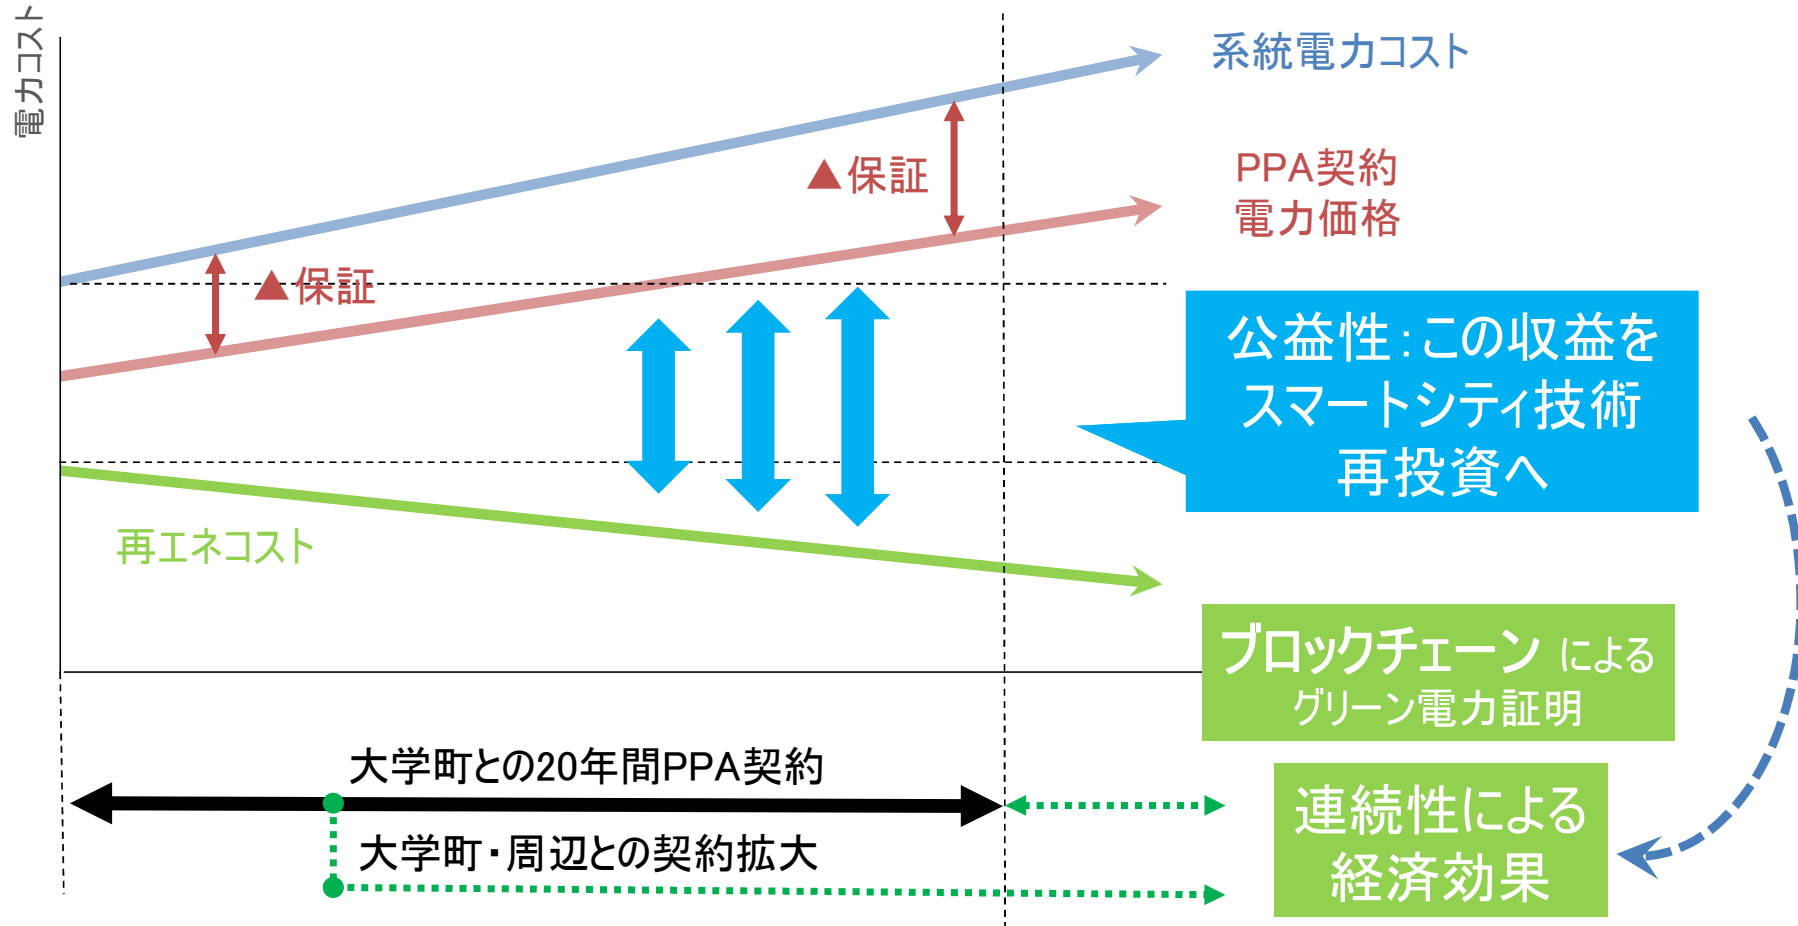 電力コスト
系統電力コスト
▲保証
PPA契約
電力価格
▲保証
公益性:この収益を
スマートシティ技術
再投資へ
再エネコスト
ブロックチェーン による
グリーン電力証明
大学町との20年間PPA契約
大学町・周辺との契約拡大
連続性による
経済効果